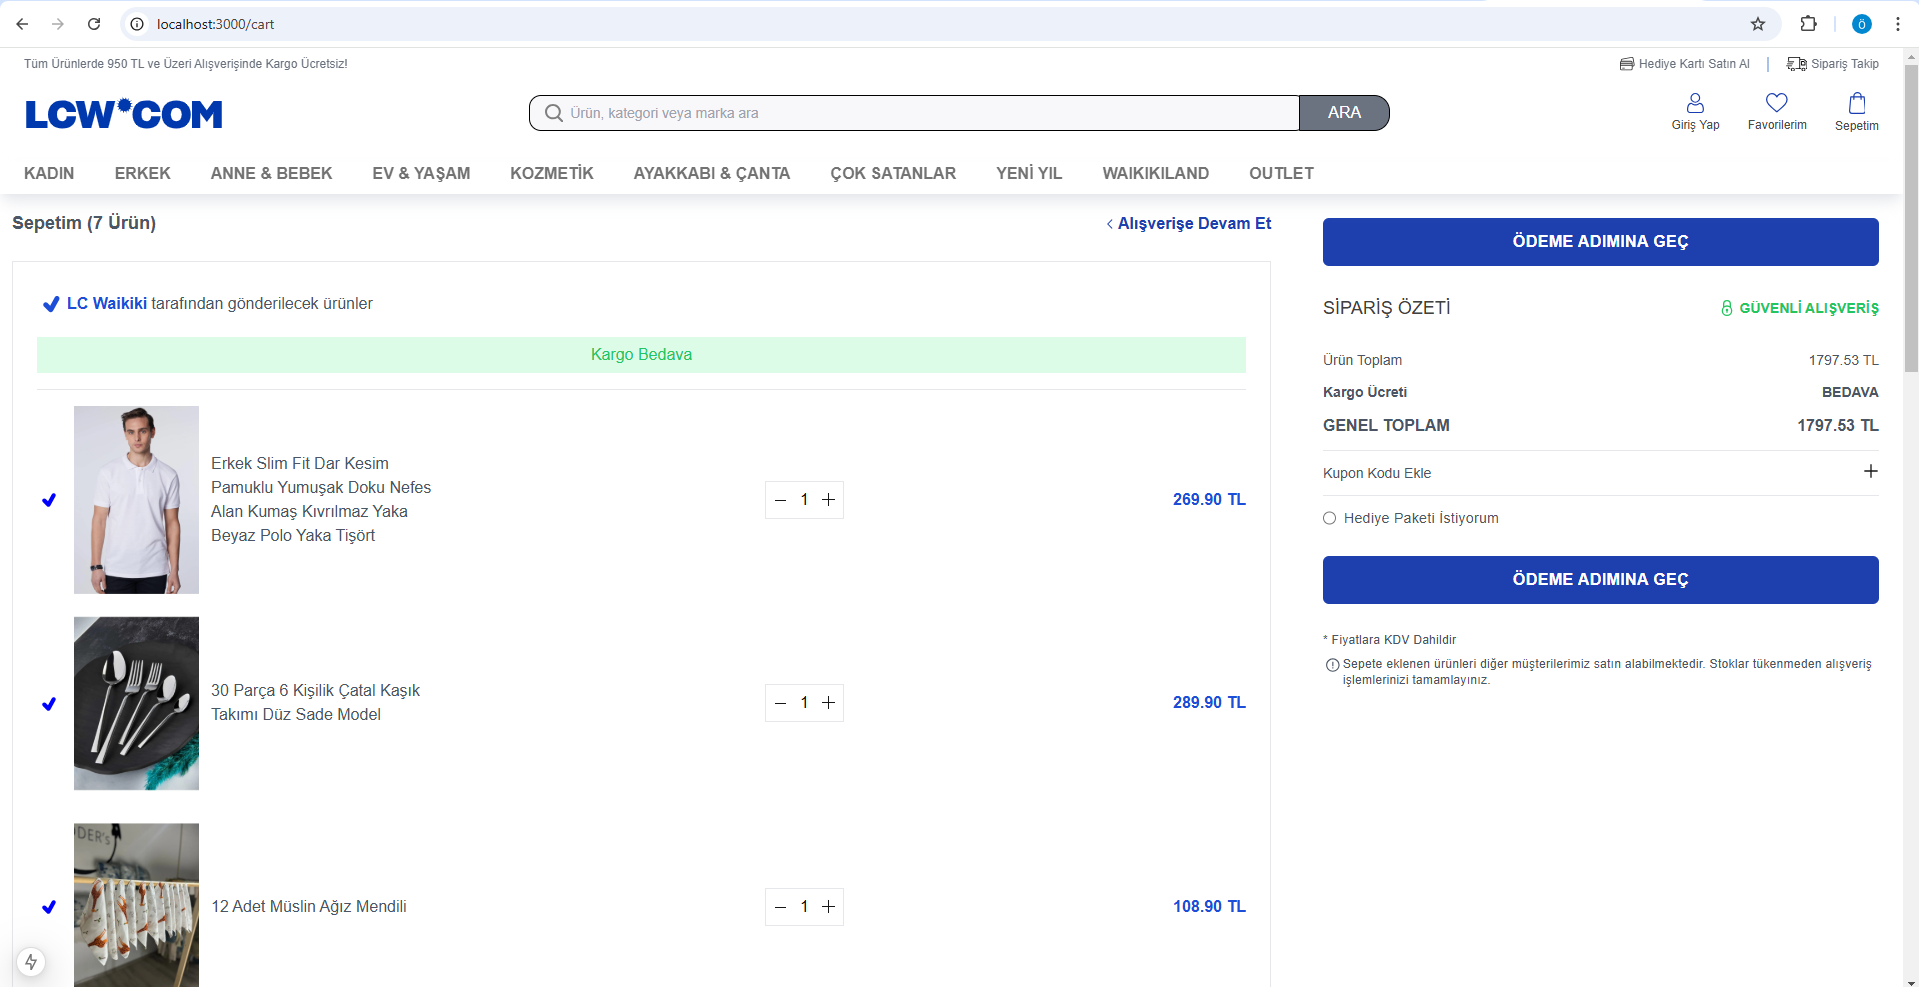 localhost:3000/cart
Ö
Tüm Ürünlerde 950 TL ve Üzeri Alışverişinde Kargo Ücretsiz!
Hediye Kartı Satın Al
Sipariş Takip
LCW COM
Ürün, kategori veya marka ara
ARA
Giriş Yap
Favorilerim
Sepetim
KADIN ERKEK ANNE & BEBEK EV & YAŞAM KOZMETİK AYAKKABI & ÇANTA ÇOK SATANLAR YENİ YIL WAIKIKILAND OUTLET
Sepetim (7 Ürün)
Alışverişe Devam Et
LC Waikiki tarafından gönderilecek ürünler
Kargo Bedava
Erkek Slim Fit Dar Kesim
Pamuklu Yumuşak Doku Nefes
Alan Kumaş Kıvrılmaz Yaka
Beyaz Polo Yaka Tişört
1
269.90 TL
30 Parça 6 Kişilik Çatal Kaşık
Takımı Düz Sade Model
1
289.90 TL
12 Adet Müslin Ağız Mendili
1
108.90 TL
ÖDEME ADIMINA GEÇ
SİPARİŞ ÖZETİ
GÜVENLİ ALIŞVERİŞ
Ürün Toplam 1797.53 TL
Kargo Ücreti BEDAVA
GENEL TOPLAM 1797.53 TL
Kupon Kodu Ekle
Hediye Paketi İstiyorum
ÖDEME ADIMINA GEÇ
* Fiyatlara KDV Dahildir
Sepete eklenen ürünleri diğer müşterilerimiz satın alabilmektedir. Stoklar tükenmeden alışveriş
işlemlerinizi tamamlayınız.